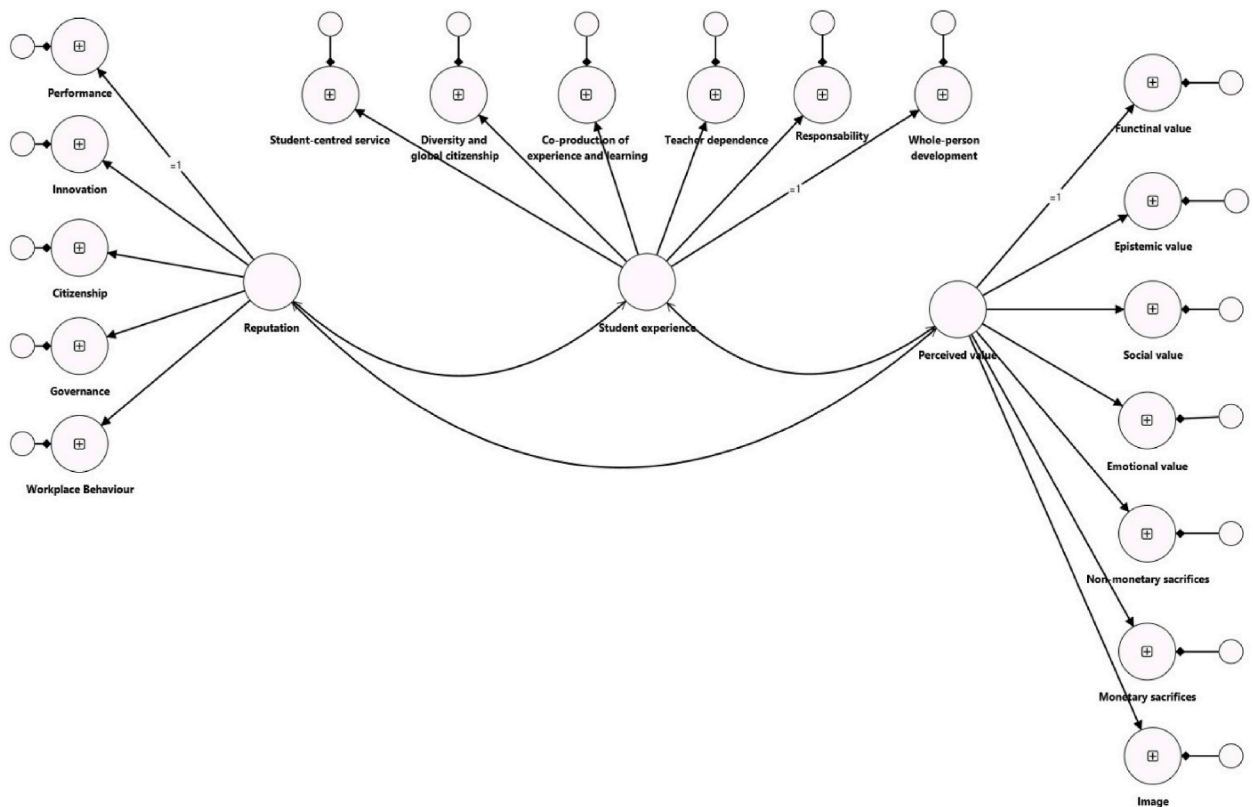 Performance
=1
Innovation
Citizenship
Governance
Workplace Behaviour
Reputation
Student-centred service
Diversity and
global citizenship
Co-production of
experience and learning
Teacher dependence
Responsability
Whole-person
development
=1
Student experience
Perceived value
Functinal value
=1
Epistemic value
Social value
Emotional value
Non-monetary sacrifices
Monetary sacrifices
Image